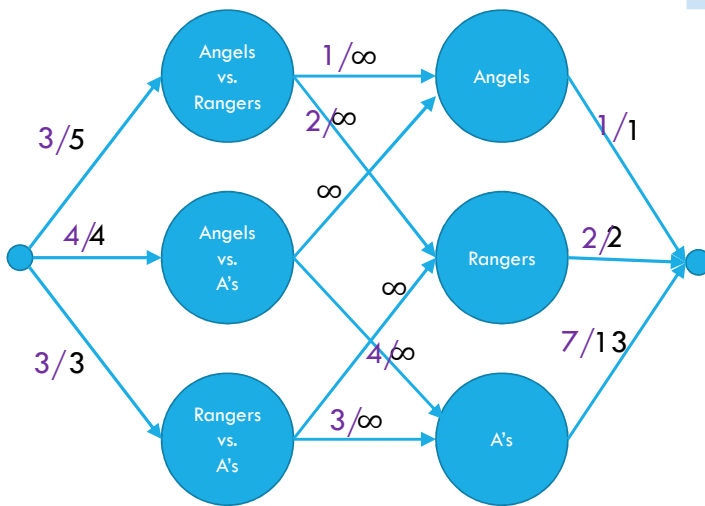 Angels
vs.
Rangers
1/∞
Angels
2/∞
1/1
3/5
∞
4/4
Angels
vs.
A's
Rangers
2/2
∞
3/3
4/∞
7/13
Rangers
vs.
A's
3/∞
A's